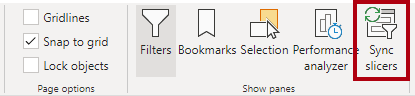 Gridlines
Snap to grid
Lock objects
Page options
Filters
Bookmarks
Selection
Performance
analyzer
Sync
slicers
Show panes